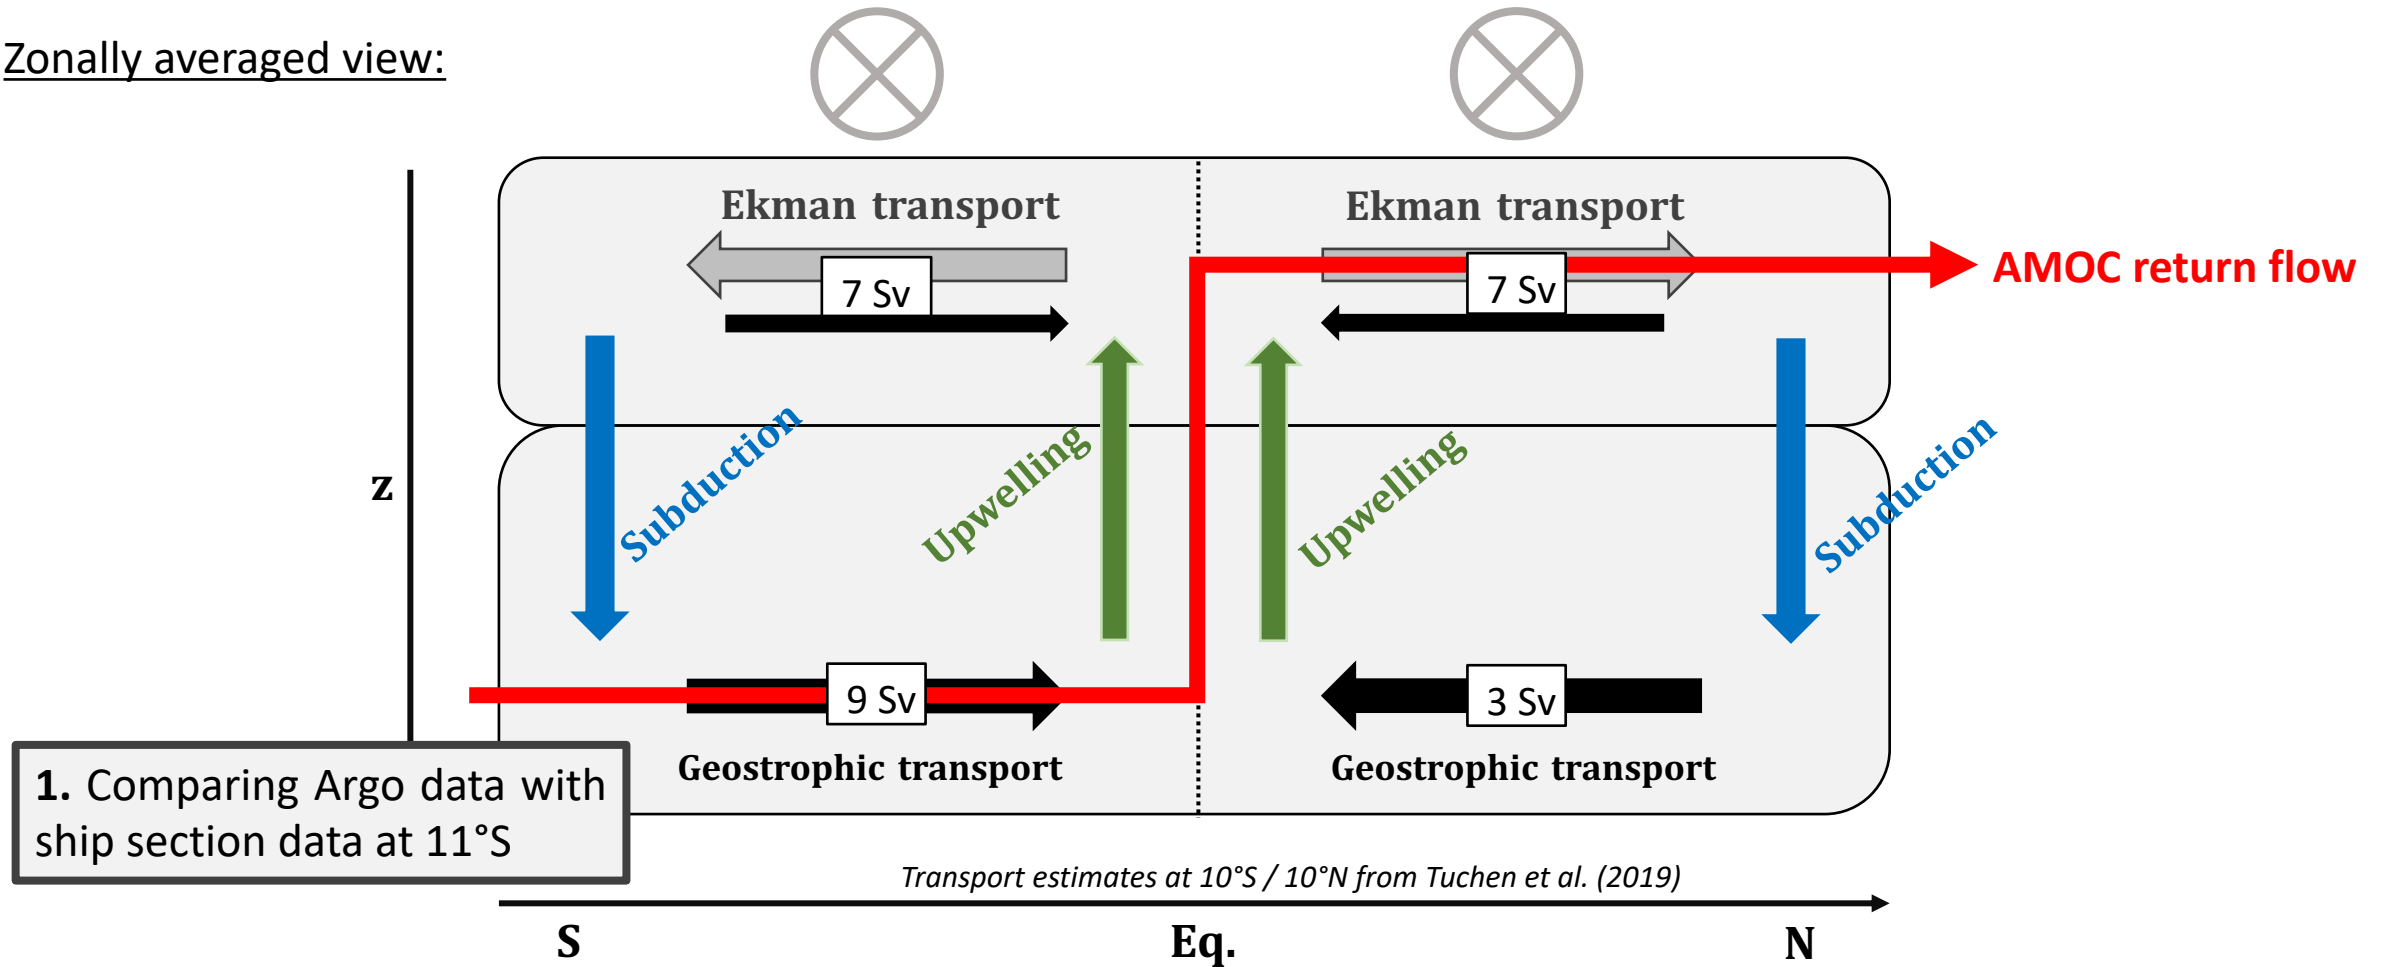 Zonally averaged view:
Ekman transport
Ekman transport
7 Sv
7 Sv
AMOC return flow
z
Subduction
Upwelling
Upwelling
Subduction
9 Sv
3 Sv
Geostrophic transport
Geostrophic transport
1. Comparing Argo data with
ship section data at 11°S
Transport estimates at 10°S / 10°N from Tuchen et al. (2019)
S
Eq.
N